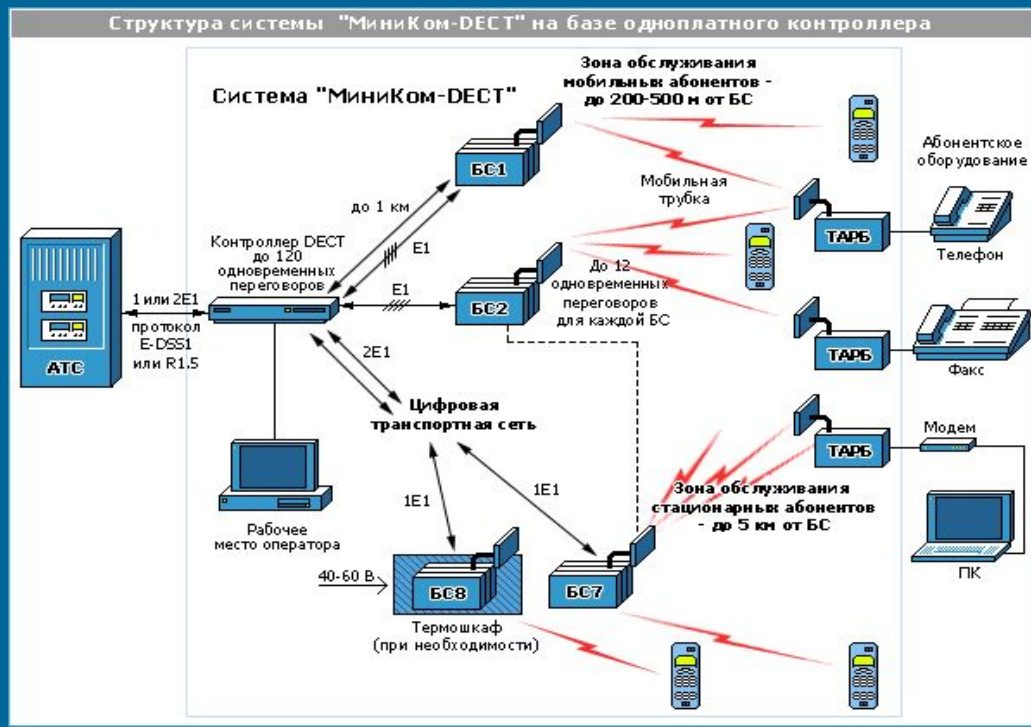 Структура системы "МиниКом-DECT" на базе одноплатного контроллера
Система "МиниКом-DECT"
Зона обслуживания
мобильных абонентов -
до 200-500 м от БС
БС1
Абонентское
оборудование
Мобильная
трубка
до 1 км
E1
ТАРБ
Телефон
Контроллер DECT
до 120
одновременных
переговоров
E1
БС2
До 12
одновременных
переговоров
для каждой БС
1 или 2E1
протокол
E-DSS1
или R1.5
АТС
2E1
ТАРБ
Факс
Цифровая
транспортная сеть
ТАРБ
Модем
1E1
1E1
Зона обслуживания
стационарных абонентов
- до 5 км от БС
Рабочее
место оператора
ПК
40-60 В
БС8
БС7
Термошкаф
(при необходимости)